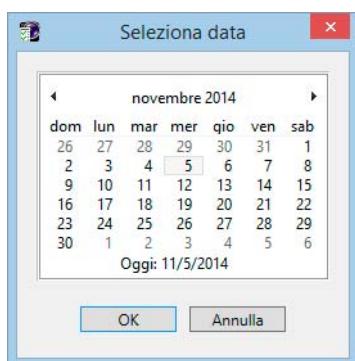 Seleziona data
novembre 2014
dom lun mar mer gio ven sab
26 27 28 29 30 31 1
2 3 4 5 6 7 8
9 10 11 12 13 14 15
16 17 18 19 20 21 22
23 24 25 26 27 28 29
30 1 2 3 4 5 6
Oggi: 11/5/2014
OK Annulla